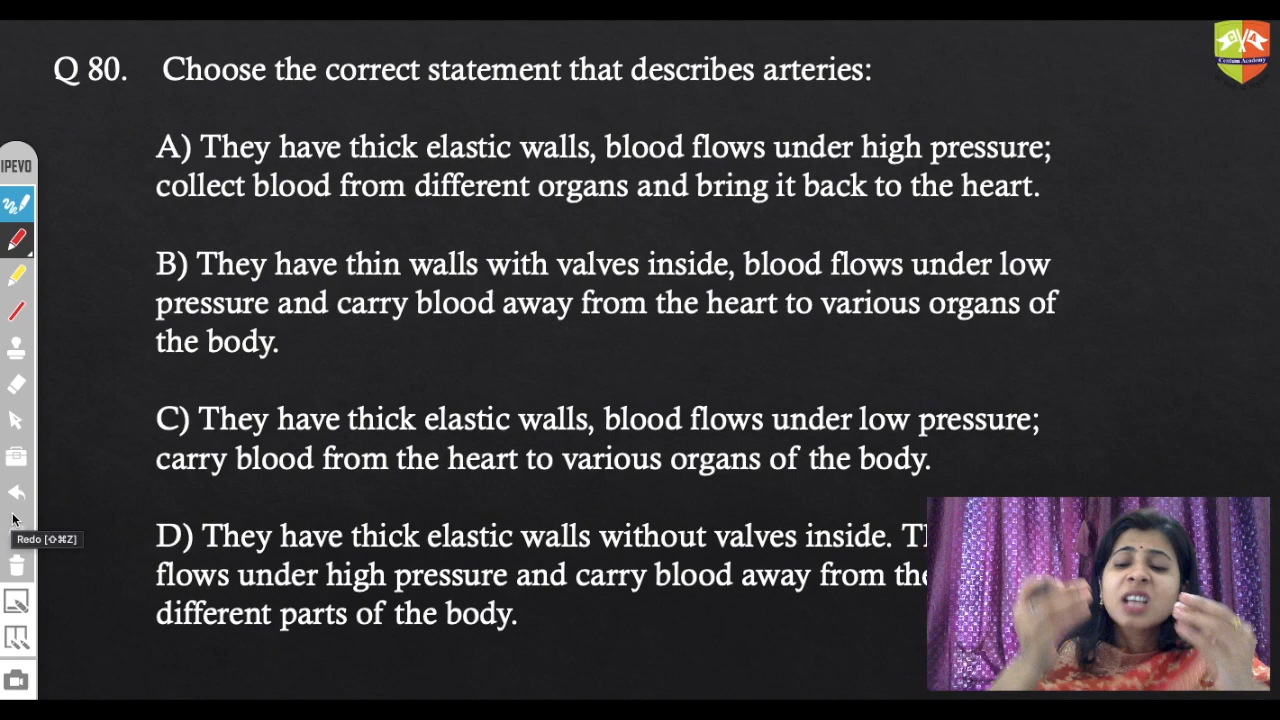 Q 80. Choose the correct statement that describes arteries:
A) They have thick elastic walls, blood flows under high pressure;
collect blood from different organs and bring it back to the heart.
B) They have thin walls with valves inside, blood flows under low
pressure and carry blood away from the heart to various organs of
the body.
C) They have thick elastic walls, blood flows under low pressure;
carry blood from the heart to various organs of the body.
D) They have thick elastic walls without valves inside.
flows under high pressure and carry blood away from
different parts of the body.
IPEVO
Redo [⇧⌘Z]
Centum Academy